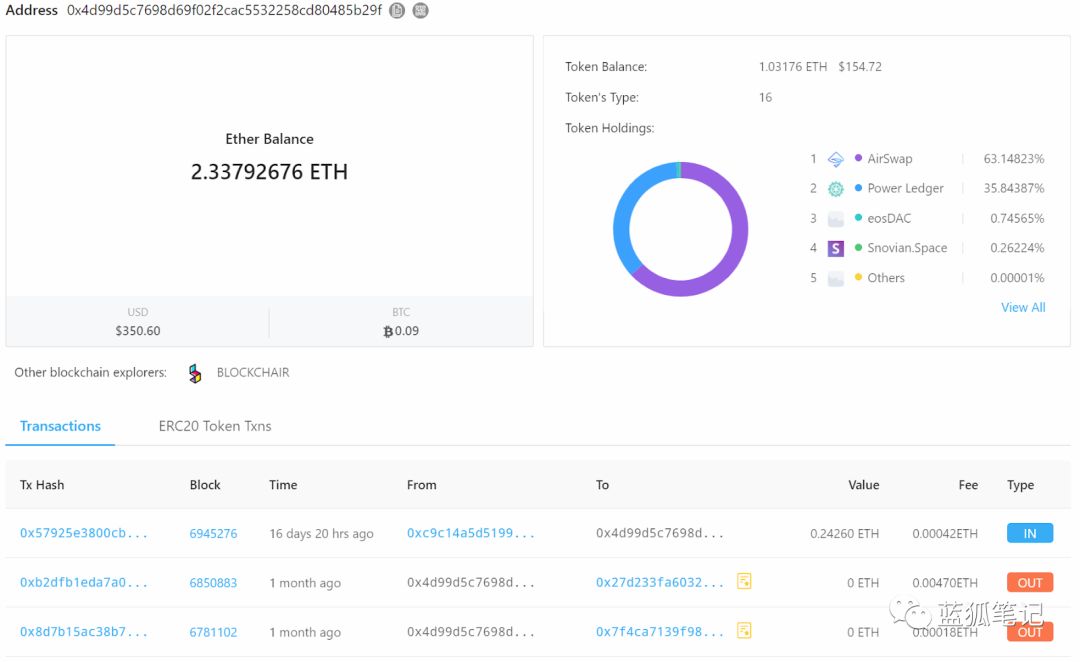 Address 0x4d99d5c7698d69f02f2cac5532258cd80485b29f
Ether Balance
2.33792676 ETH
USD
$350.60
BTC
฿0.09
Token Balance: 1.03176 ETH $154.72
Token's Type: 16
Token Holdings:
1 AirSwap 63.14823%
2 Power Ledger 35.84387%
3 eosDAC 0.74565%
4 S Snovian.Space 0.26224%
5 Others 0.00001%
View All
Other blockchain explorers: BLOCKCHAIR
Transactions ERC20 Token Txns
Tx Hash Block Time From To Value Fee Type
0x57925e3800cb... 6945276 16 days 20 hrs ago 0xc9c14a5d5199... 0x4d99d5c7698d... 0.24260 ETH 0.00042ETH IN
0xb2dfb1eda7a0... 6850883 1 month ago 0x4d99d5c7698d... 0x27d233fa6032... 0 ETH 0.00470ETH OUT
0x8d7b15ac38b7... 6781102 1 month ago 0x4d99d5c7698d... 0x7f4ca7139f98... 0 ETH 0.00018ETH OUT
蓝狐笔记